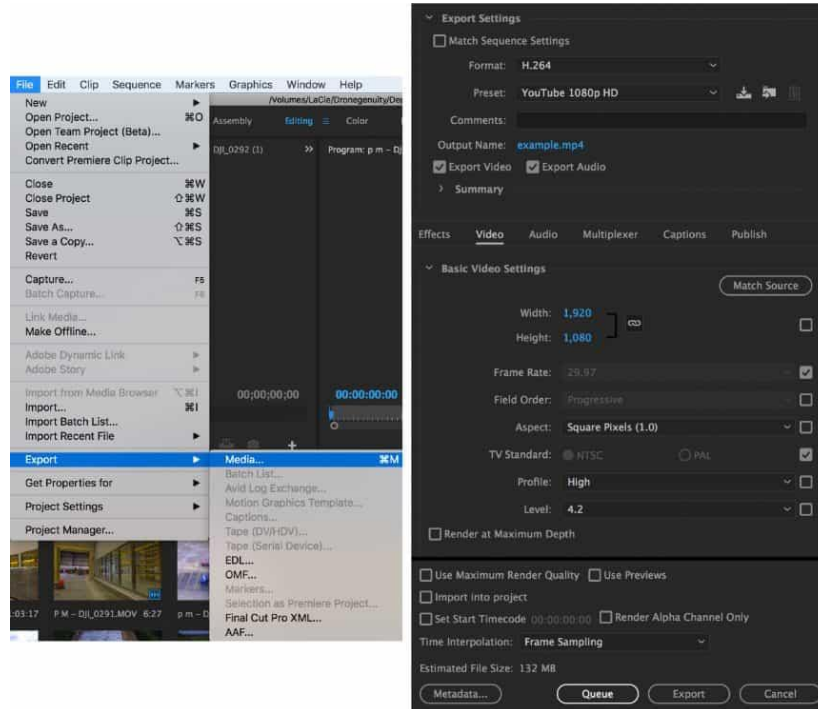 File Edit Clip Sequence Markers Graphics Window Help
/Volumes/LaCie/Dronegenuity/De
New
Open Project... ⌘O
Open Team Project (Beta)...
Open Recent
Convert Premiere Clip Project...
Close ⌘W
Close Project ⇧⌘W
Save ⌘S
Save As... ⇧⌘S
Save a Copy... ⌥⌘S
Revert
Capture... F5
Batch Capture... F6
Link Media...
Make Offline...
Adobe Dynamic Link
Adobe Story
Import from Media Browser ⌥⌘I
Import... ⌘I
Import Batch List...
Import Recent File
Export
Get Properties for
Project Settings
Project Manager...
Assembly Editing Color
DJI_0292 (1) Program: p m – DJ
00;00;00;00 00:00:00:00
Media... ⌘M
Batch List...
Avid Log Exchange...
Motion Graphics Template...
Captions...
Tape (DV/HDV)...
Tape (Serial Device)...
EDL...
OMF...
Markers...
Selection as Premiere Project...
Final Cut Pro XML...
AAF...
:03:17 P M – DJI_0291.MOV 6:27 p m – D
Export Settings
Match Sequence Settings
Format: H.264
Preset: YouTube 1080p HD
Comments:
Output Name: example.mp4
Export Video Export Audio
Summary
Effects Video Audio Multiplexer Captions Publish
Basic Video Settings
Match Source
Width: 1,920
Height: 1,080
Frame Rate: 29.97
Field Order: Progressive
Aspect: Square Pixels (1.0)
TV Standard: NTSC PAL
Profile: High
Level: 4.2
Render at Maximum Depth
Use Maximum Render Quality Use Previews
Import into project
Set Start Timecode 00:00:00:00 Render Alpha Channel Only
Time Interpolation: Frame Sampling
Estimated File Size: 132 MB
Metadata... Queue Export Cancel